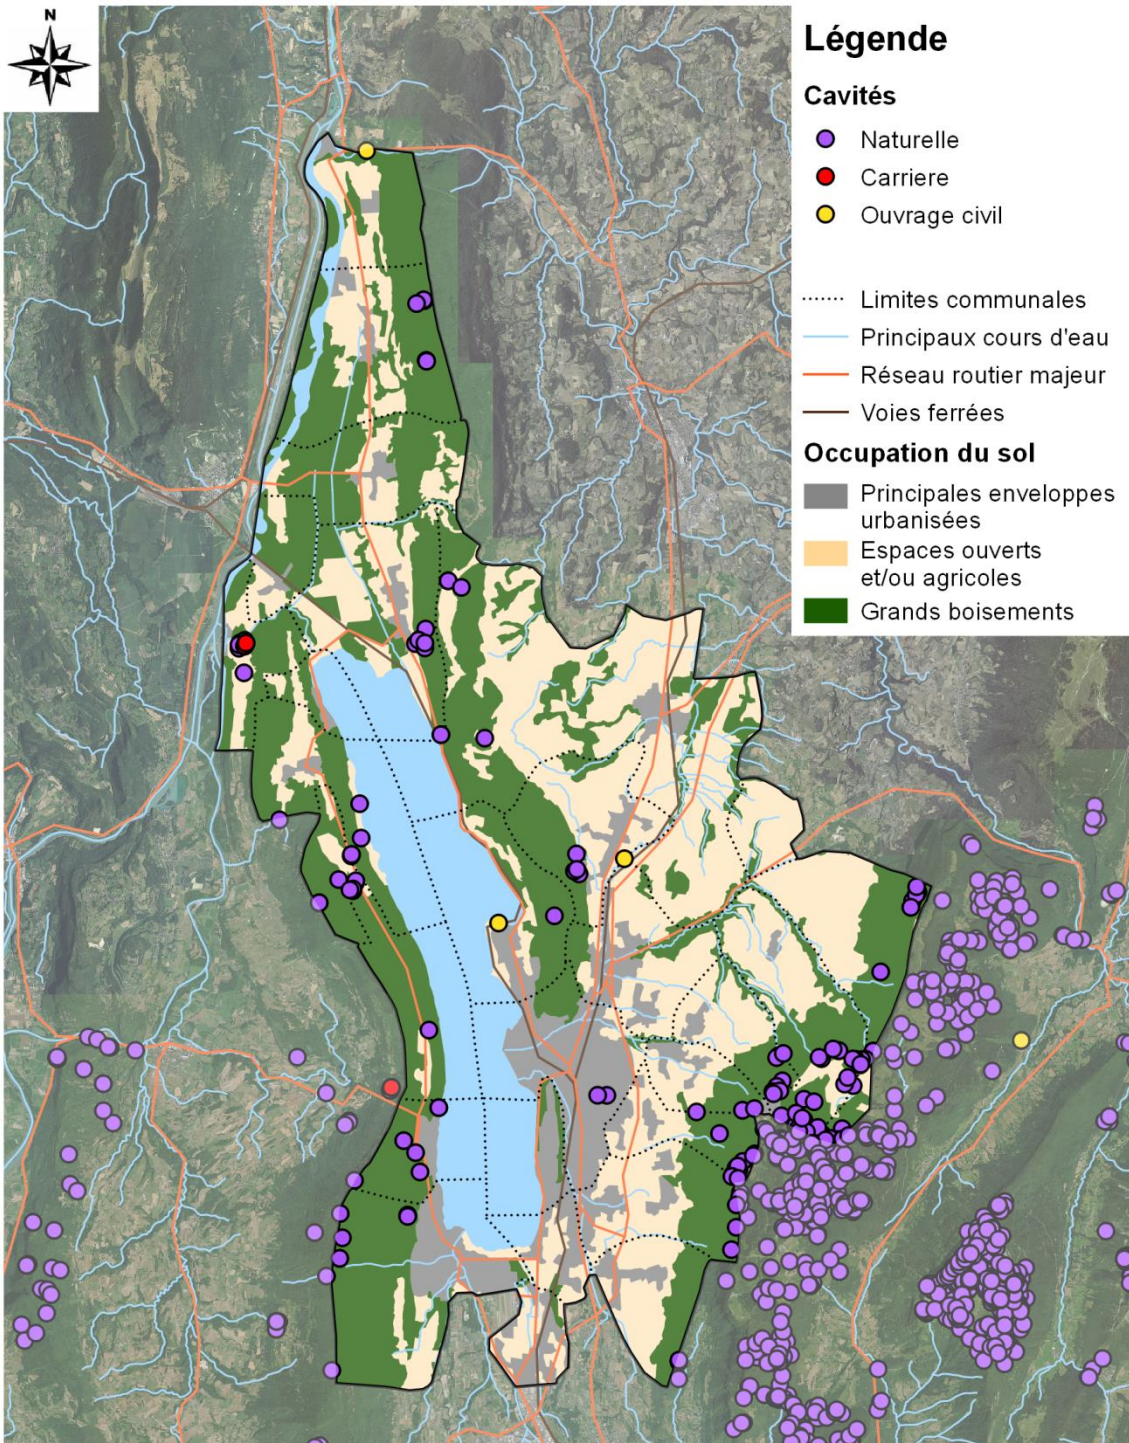 N
Légende
Cavités
Naturelle
Carriere
Ouvrage civil
Limites communales
Principaux cours d'eau
Réseau routier majeur
Voies ferrées
Occupation du sol
Principales enveloppes
urbanisées
Espaces ouverts
et/ou agricoles
Grands boisements